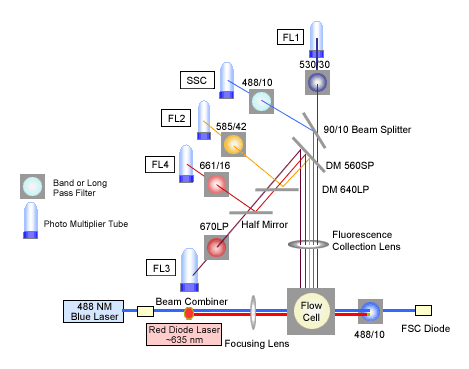 FL1
530/30
SSC
488/10
FL2
585/42
90/10 Beam Splitter
FL4
661/16
DM 560SP
Band or Long
Pass Filter
DM 640LP
Photo Multiplier Tube
670LP
Half Mirror
Fluorescence
Collection Lens
FL3
488 NM
Blue Laser
Beam Combiner
Flow
Cell
FSC Diode
Red Diode Laser
~635 nm
Focusing Lens
488/10